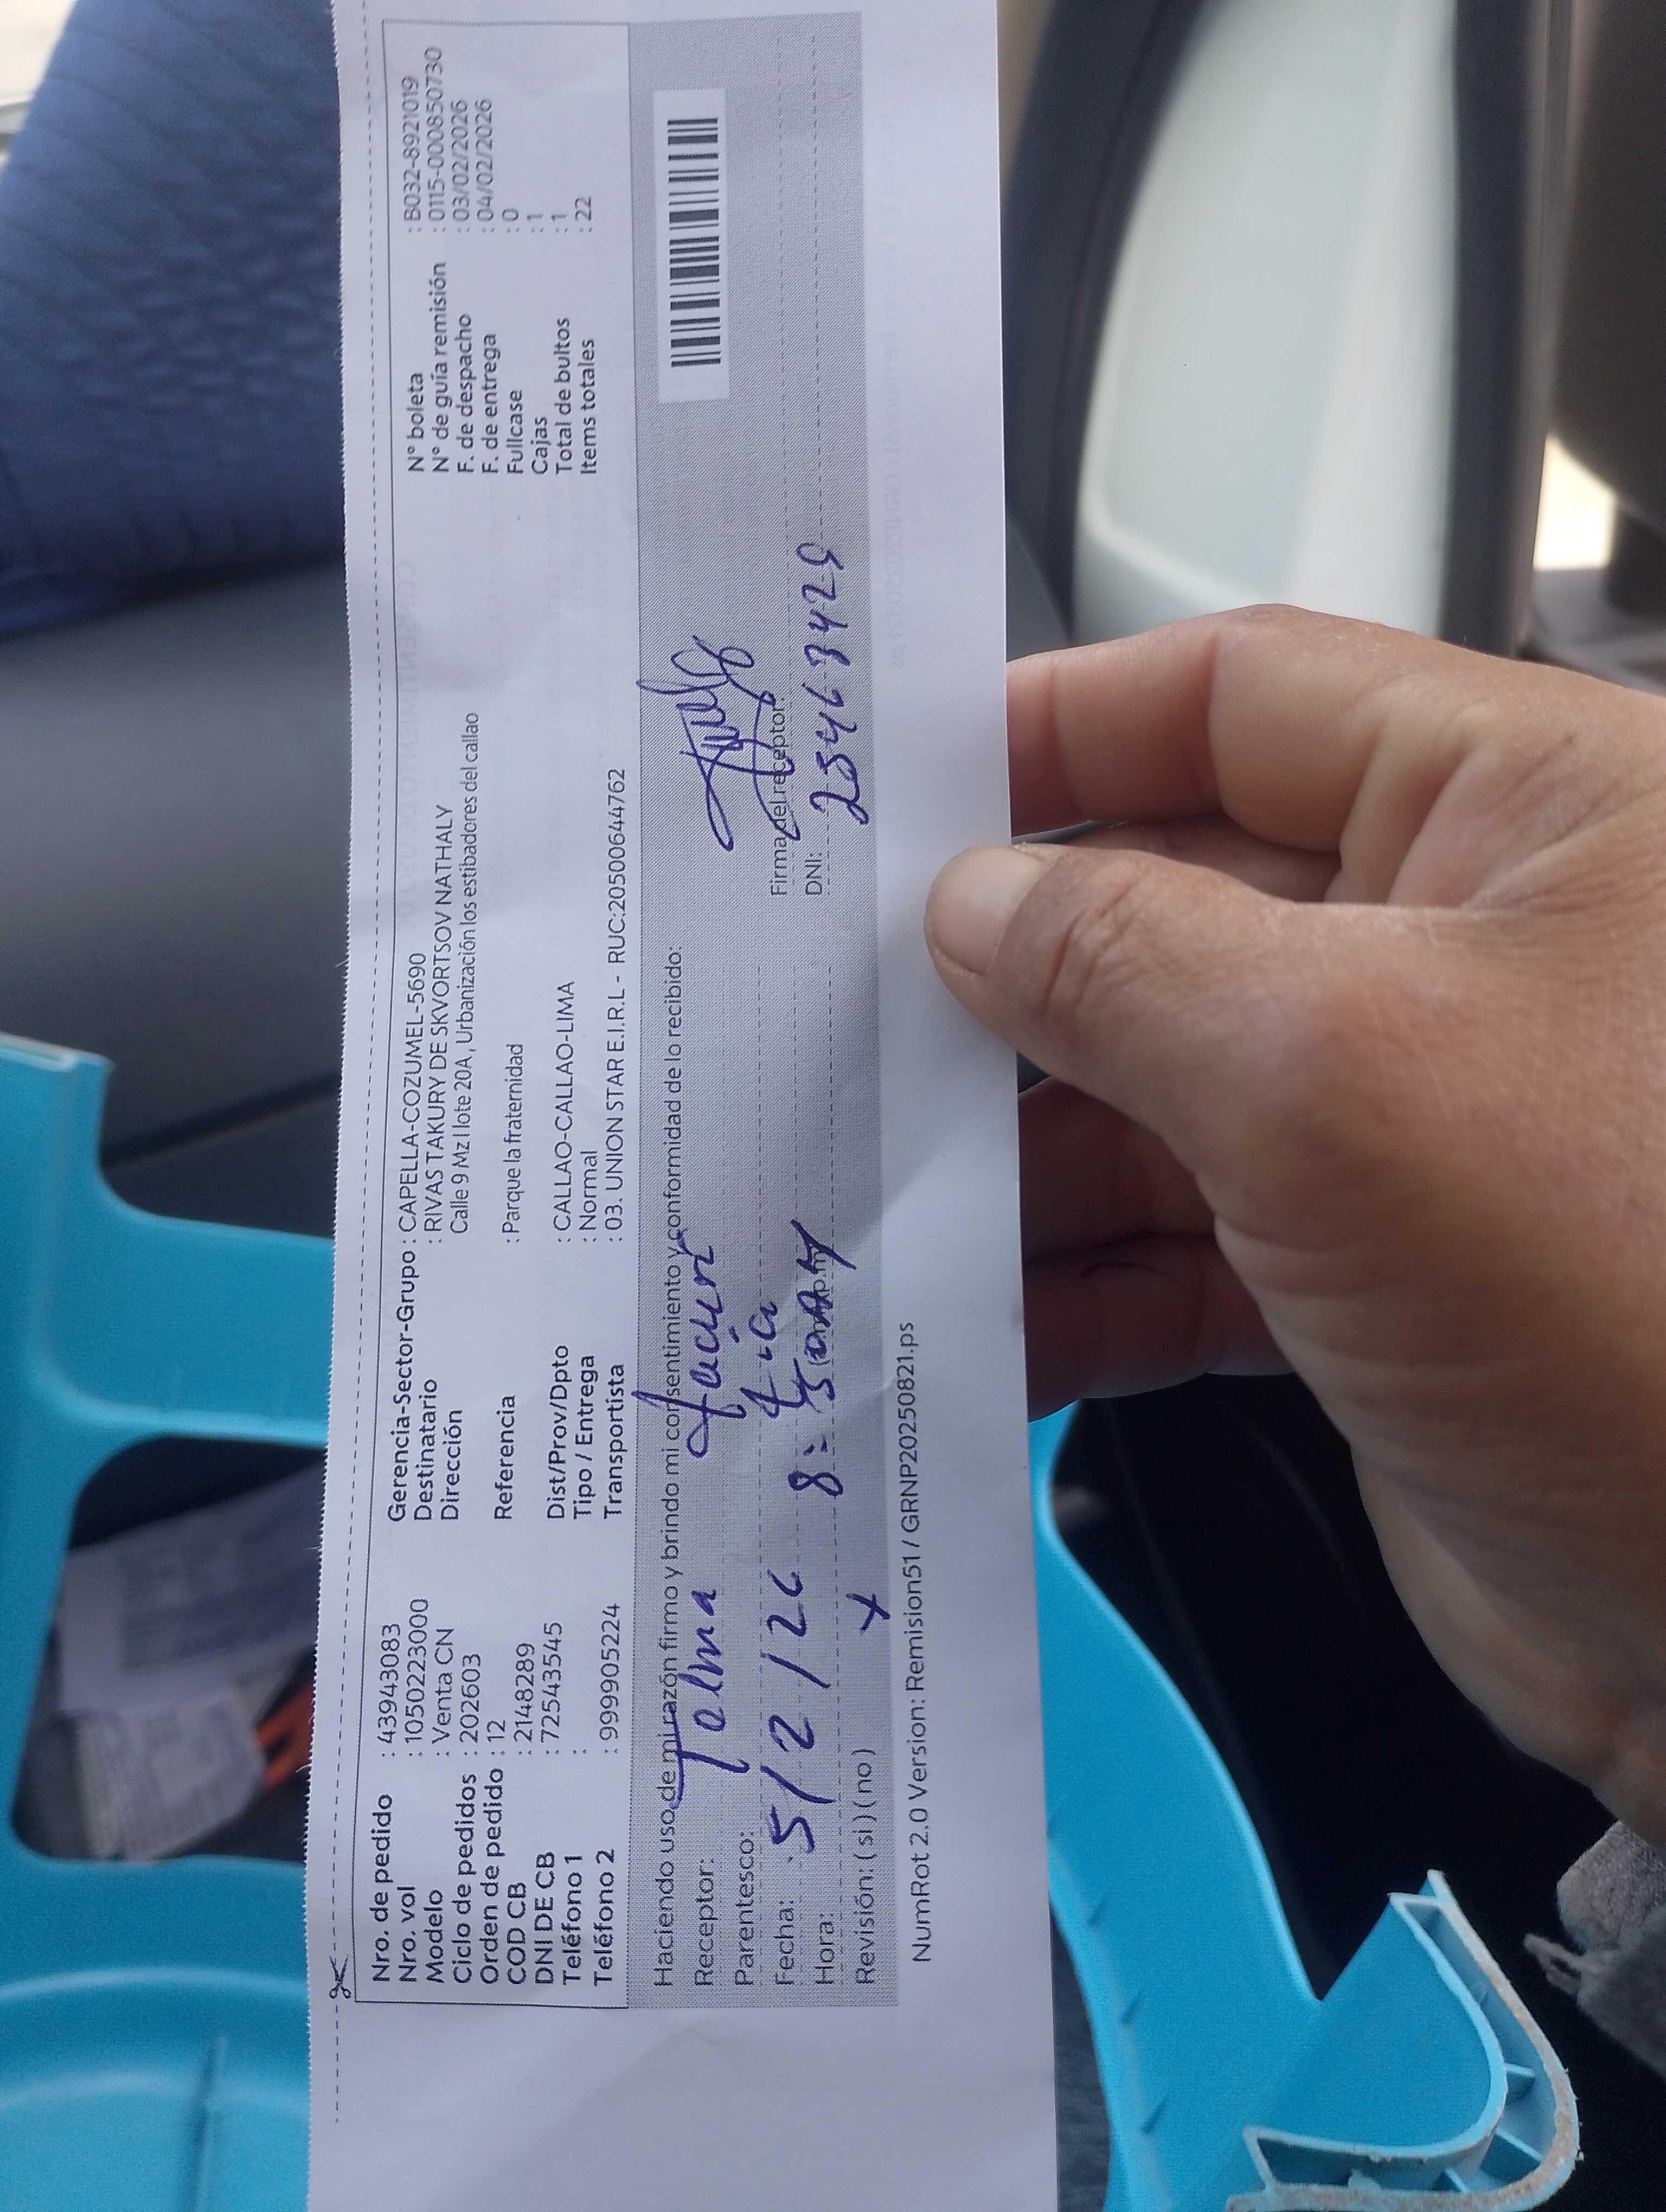 Nro. de pedido : 43943083
Nro. vol : 1050223000
Modelo : Venta CN
Ciclo de pedidos : 202603
Orden de pedido : 12
COD CB : 2148289
DNI DE CB : 72543545
Teléfono 1 :
Teléfono 2 : 999905224
Gerencia-Sector-Grupo : CAPELLA-COZUMEL-5690
Destinatario : RIVAS TAKURY DE SKVORTSOV NATHALY
Dirección Calle 9 Mz I lote 20A , Urbanización los estibadores del callao
Referencia : Parque la fraternidad
Dist/Prov/Dpto : CALLAO-CALLAO-LIMA
Tipo / Entrega : Normal
Transportista : 03. UNION STAR E.I.R.L - RUC:20500644762
N° boleta : B032-8921019
N° de guía remisión : 0115-000850730
F. de despacho : 03/02/2026
F. de entrega : 04/02/2026
Fullcase : 0
Cajas : 1
Total de bultos : 1
Items totales : 22
Haciendo uso de mi razón firmo y brindo mi consentimiento y conformidad de lo recibido:
Receptor: Telma
Parentesco: tia
Fecha: 5/2/26
Hora: 8:50 AM
Revisión: ( si ) ( no ) X
Firma del receptor:
DNI: 25463429
NumRot 2.0 Version: Remision51 / GRNP20250821.ps